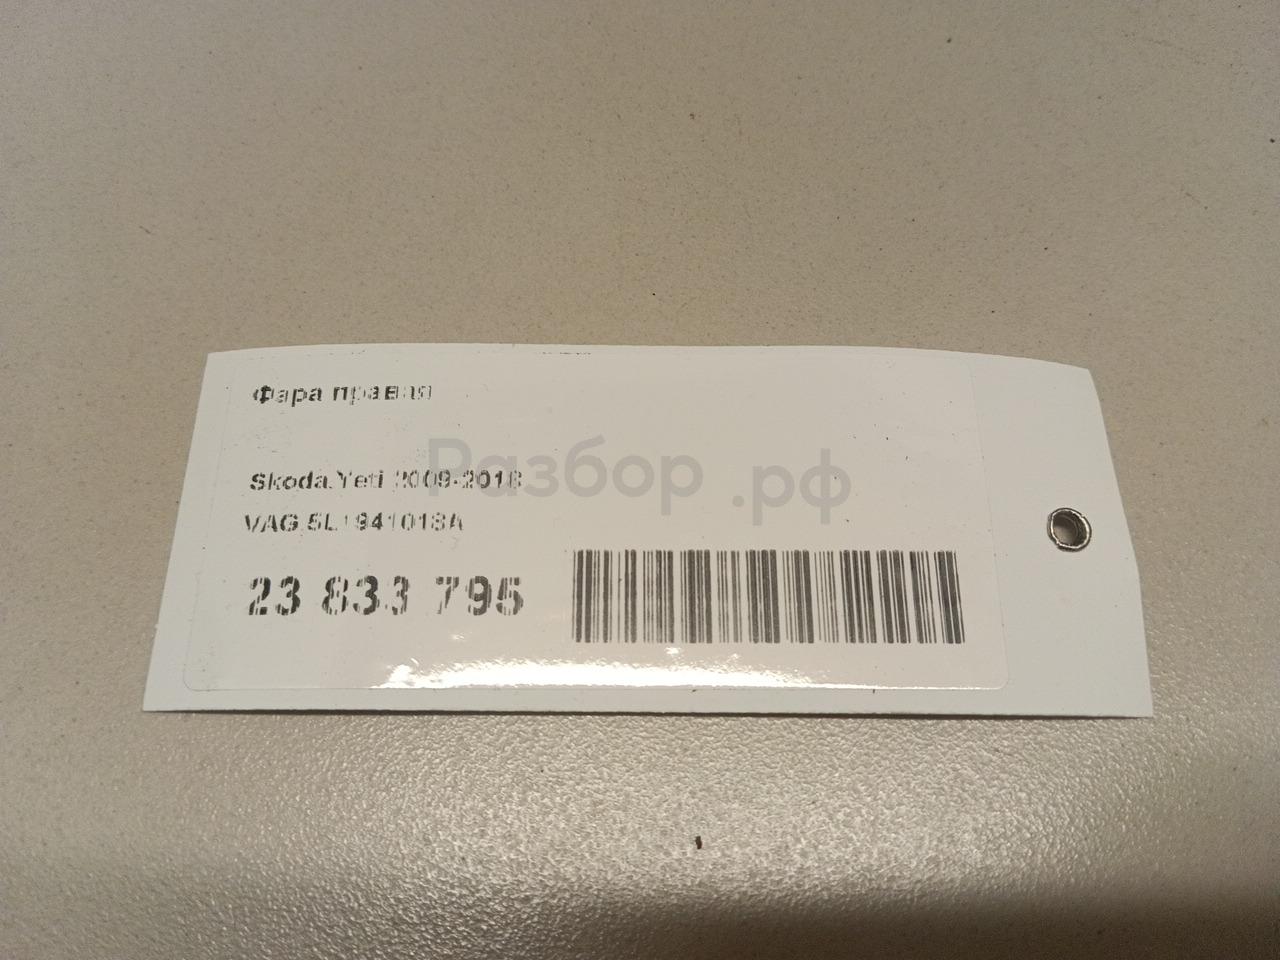 Фара правая
Разбор.рф
Skoda Yeti 2009-2018
VAG 5L1941018A
23 833 795